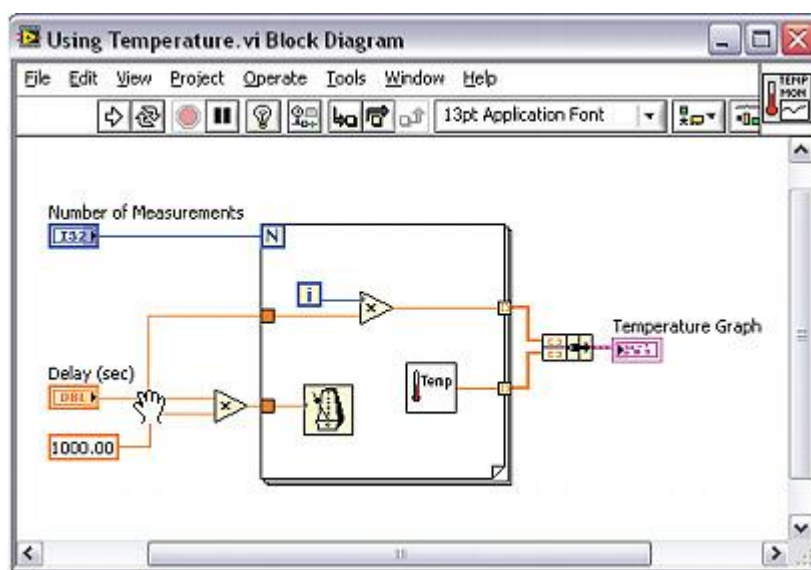 Using Temperature.vi Block Diagram
File Edit View Project Operate Tools Window Help
TEMP
MON
13pt Application Font
Number of Measurements
I32
N
i
x
Temperature Graph
Temp
Delay (sec)
DBL
x
1000.00